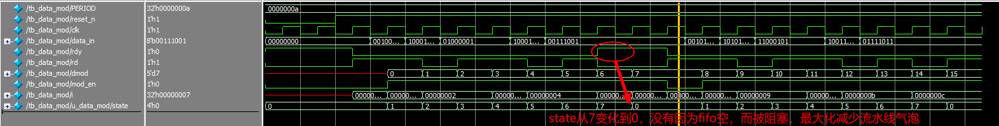 /tb_data_mod/PERIOD 32'h0000000a 0000000a
/tb_data_mod/reset_n 1'h1
/tb_data_mod/clk 1'h1
/tb_data_mod/data_in 8'b00111001 00000000 00100... 10001... 01000001 10001... 00111001 00101... 10101... 11000101 10011... 01111011
/tb_data_mod/rdy 1'h0
/tb_data_mod/rd 1'h1
/tb_data_mod/dmod 5'd7 0 1 2 3 4 5 6 7 8 9 10 11 12 13 14 15
/tb_data_mod/mod_en 1'h0
/tb_data_mod/i 32'h00000007 00000... 00000... 00000002 00000... 00000004 00000... 00000... 00000... 00000... 00000009 00000... 0000000b 0000000c
/tb_data_mod/u_data_mod/state 4'h0 0 1 2 3 4 5 6 7 0 1 2 3 4 5 6 7 0
state从7变化到0，没有因为fifo空，而被阻塞，最大化减少流水线气泡